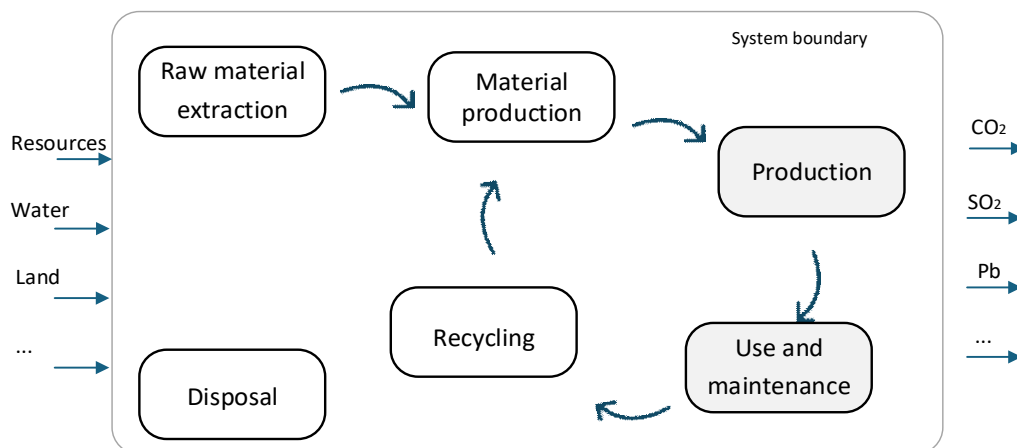 System boundary
Raw material
extraction
Material
production
Resources
CO₂
Production
Water
SO₂
Land
Pb
Recycling
Use and
maintenance
...
...
Disposal